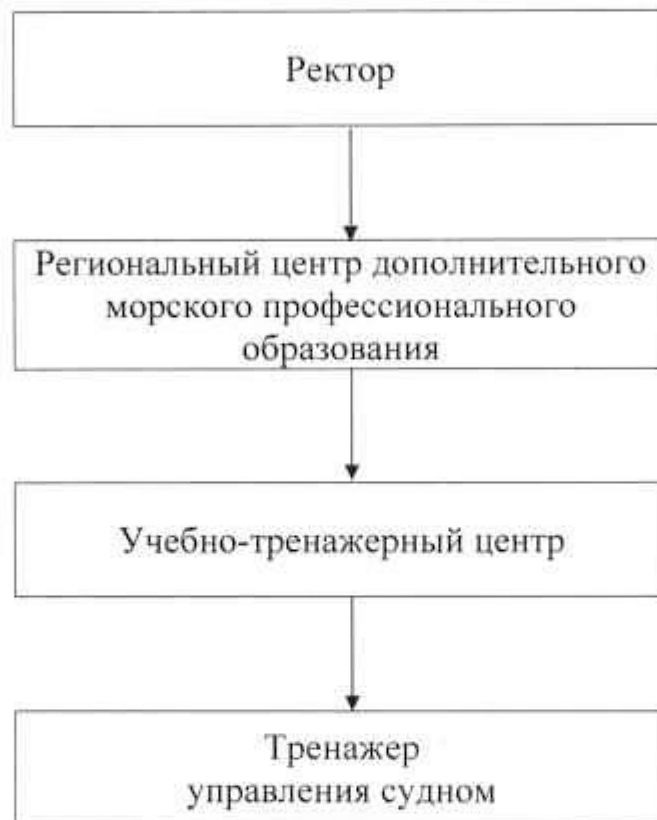 Ректор
Региональный центр дополнительного
морского профессионального
образования
Учебно-тренажерный центр
Тренажер
управления судном